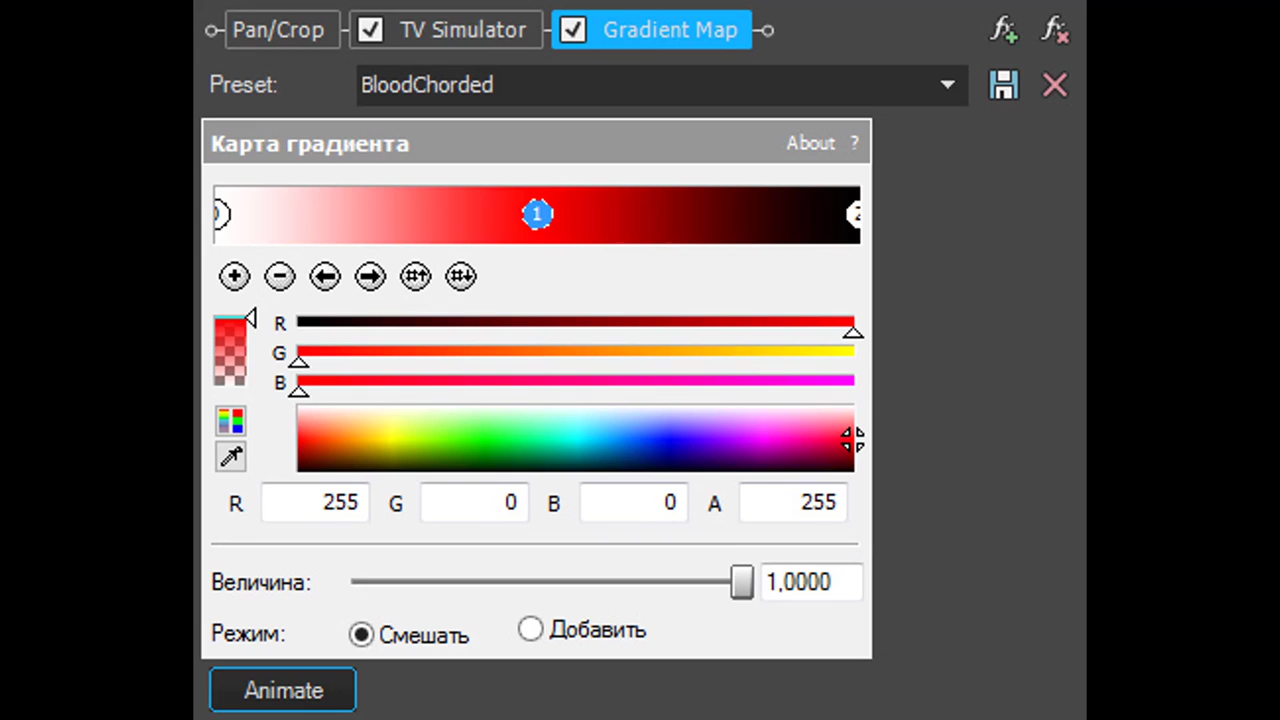 Pan/Crop TV Simulator Gradient Map
Preset: BloodChorded
Карта градиента About ?
1 2
R
G
B
R 255 G 0 B 0 A 255
Величина: 1,0000
Режим: Смешать Добавить
Animate